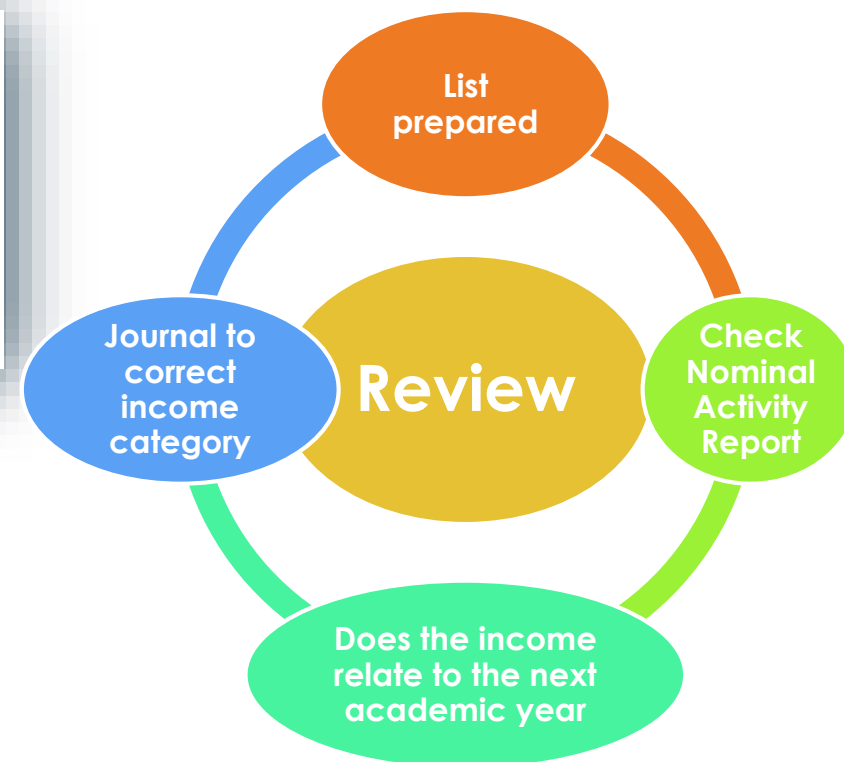 List
prepared
Check
Nominal
Activity
Report
Does the income
relate to the next
academic year
Journal to
correct
income
category
Review